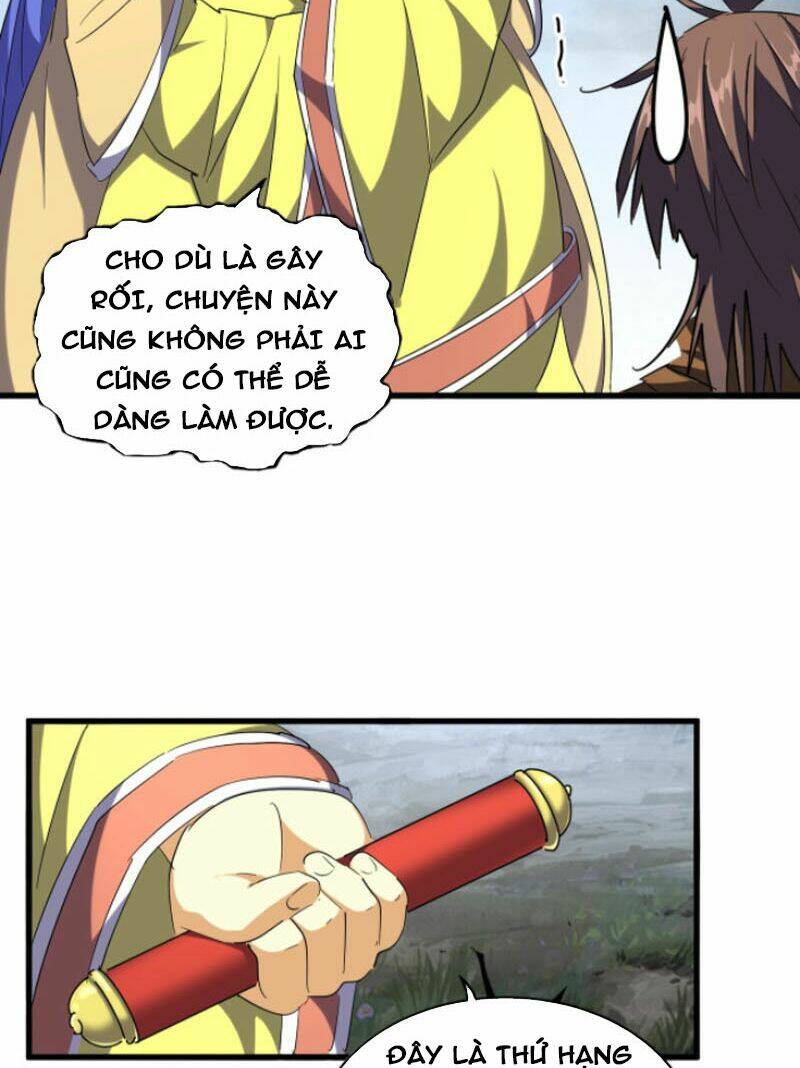 CHO DÙ LÀ GÂY
RỐI, CHUYỆN NÀY
CŨNG KHÔNG PHẢI AI
CŨNG CÓ THỂ DỄ
DÀNG LÀM ĐƯỢC.
ĐÂY LÀ THỨ HẠNG